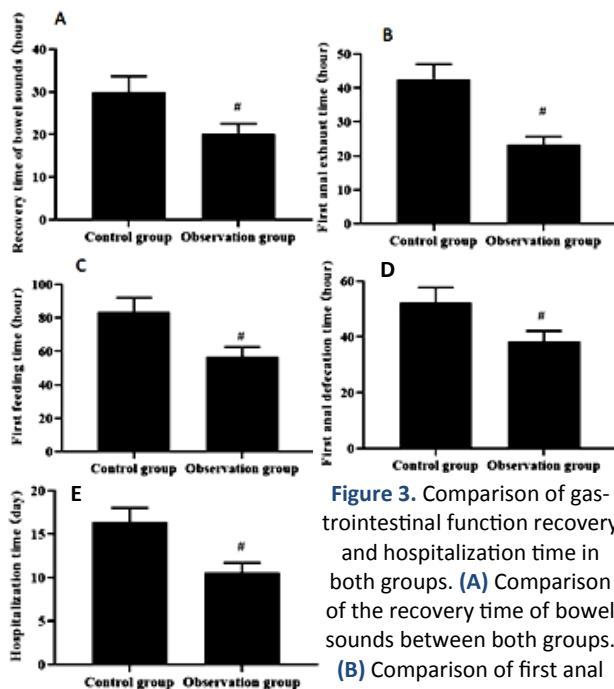 A
Recovery time of bowel sounds (hour)
40
30
20
10
0
#
Control group
Observation group
B
First anal exhaust time (hour)
50
40
30
20
10
0
#
Control group
Observation group
C
First feeding time (hour)
100
80
60
40
20
0
#
Control group
Observation group
D
First anal defecation time (hour)
60
40
20
0
#
Control group
Observation group
E
Hospitalization time (day)
20
15
10
5
0
#
Control group
Observation group
Figure 3. Comparison of gas-
trointestinal function recovery
and hospitalization time in
both groups. (A) Comparison
of the recovery time of bowel
sounds between both groups.
(B) Comparison of first anal